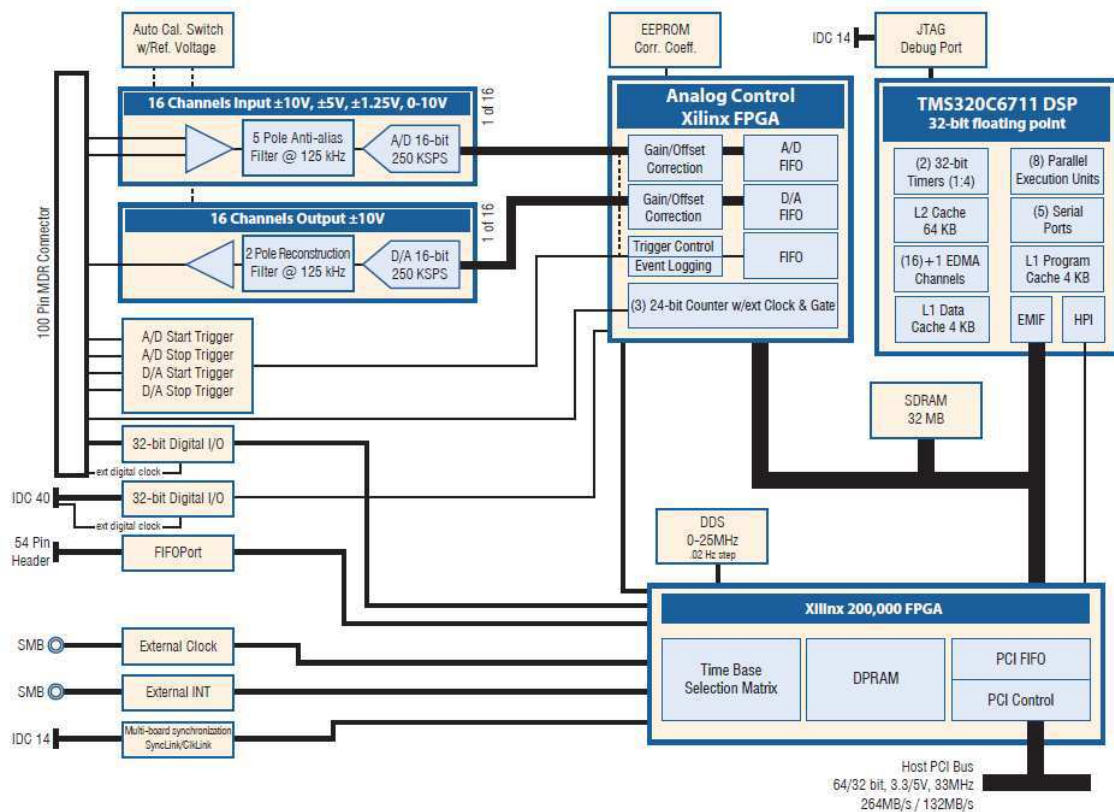 Auto Cal. Switch
w/Ref. Voltage
EEPROM
Corr. Coeff.
IDC 14
JTAG
Debug Port
100 Pin MDR Connector
16 Channels Input ±10V, ±5V, ±1.25V, 0-10V
1 of 16
5 Pole Anti-alias
Filter @ 125 kHz
A/D 16-bit
250 KSPS
16 Channels Output ±10V
1 of 16
2 Pole Reconstruction
Filter @ 125 kHz
D/A 16-bit
250 KSPS
Analog Control
Xilinx FPGA
Gain/Offset
Correction
A/D
FIFO
Gain/Offset
Correction
D/A
FIFO
Trigger Control
Event Logging
FIFO
(3) 24-bit Counter w/ext Clock & Gate
TMS320C6711 DSP
32-bit floating point
(2) 32-bit
Timers (1:4)
(8) Parallel
Execution Units
L2 Cache
64 KB
(5) Serial
Ports
(16)+1 EDMA
Channels
L1 Program
Cache 4 KB
L1 Data
Cache 4 KB
EMIF
HPI
A/D Start Trigger
A/D Stop Trigger
D/A Start Trigger
D/A Stop Trigger
SDRAM
32 MB
32-bit Digital I/O
ext digital clock
IDC 40
32-bit Digital I/O
ext digital clock
54 Pin
Header
FIFOPort
DDS
0-25MHz
.02 Hz step
Xilinx 200,000 FPGA
Time Base
Selection Matrix
DPRAM
PCI FIFO
PCI Control
SMB
External Clock
SMB
External INT
IDC 14
Multi-board synchronization
SyncLink/ClkLink
Host PCI Bus
64/32 bit, 3.3/5V, 33MHz
264MB/s / 132MB/s